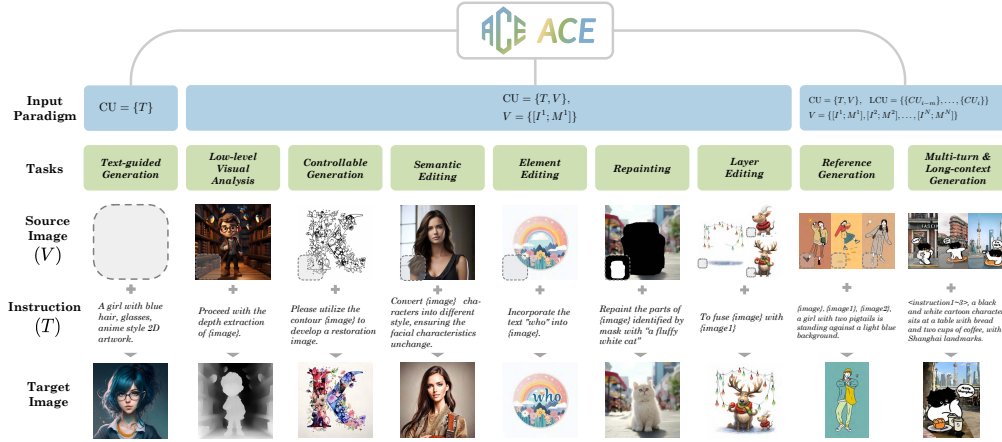 ACE ACE
Input
Paradigm
CU = {T}
CU = {T, V},
V = {[I¹; M¹]}
CU = {T, V}, LCU = {{CU_{i−m}}, . . . , {CU_i}}
V = {[I¹; M¹], [I²; M²], . . . , [I^N; M^N]}
Tasks
Text-guided
Generation
Low-level
Visual
Analysis
Controllable
Generation
Semantic
Editing
Element
Editing
Repainting
Layer
Editing
Reference
Generation
Multi-turn &
Long-context
Generation
Source
Image
(V)
Instruction
(T)
A girl with blue
hair, glasses,
anime style 2D
artwork.
Proceed with the
depth extraction
of {image}.
Please utilize the
contour {image} to
develop a restoration
image.
Convert {image} cha-
racters into different
style, ensuring the
facial characteristics
unchange.
Incorporate the
text "who" into
{image}.
Repaint the parts of
{image} identified by
mask with "a fluffy
white cat"
To fuse {image} with
{image1}
{image}, {image1}, {image2},
a girl with two pigtails is
standing against a light blue
background.
<instruction1~3>, a black
and white cartoon character
sits at a table with bread
and two cups of coffee, with
Shanghai landmarks.
Target
Image
who